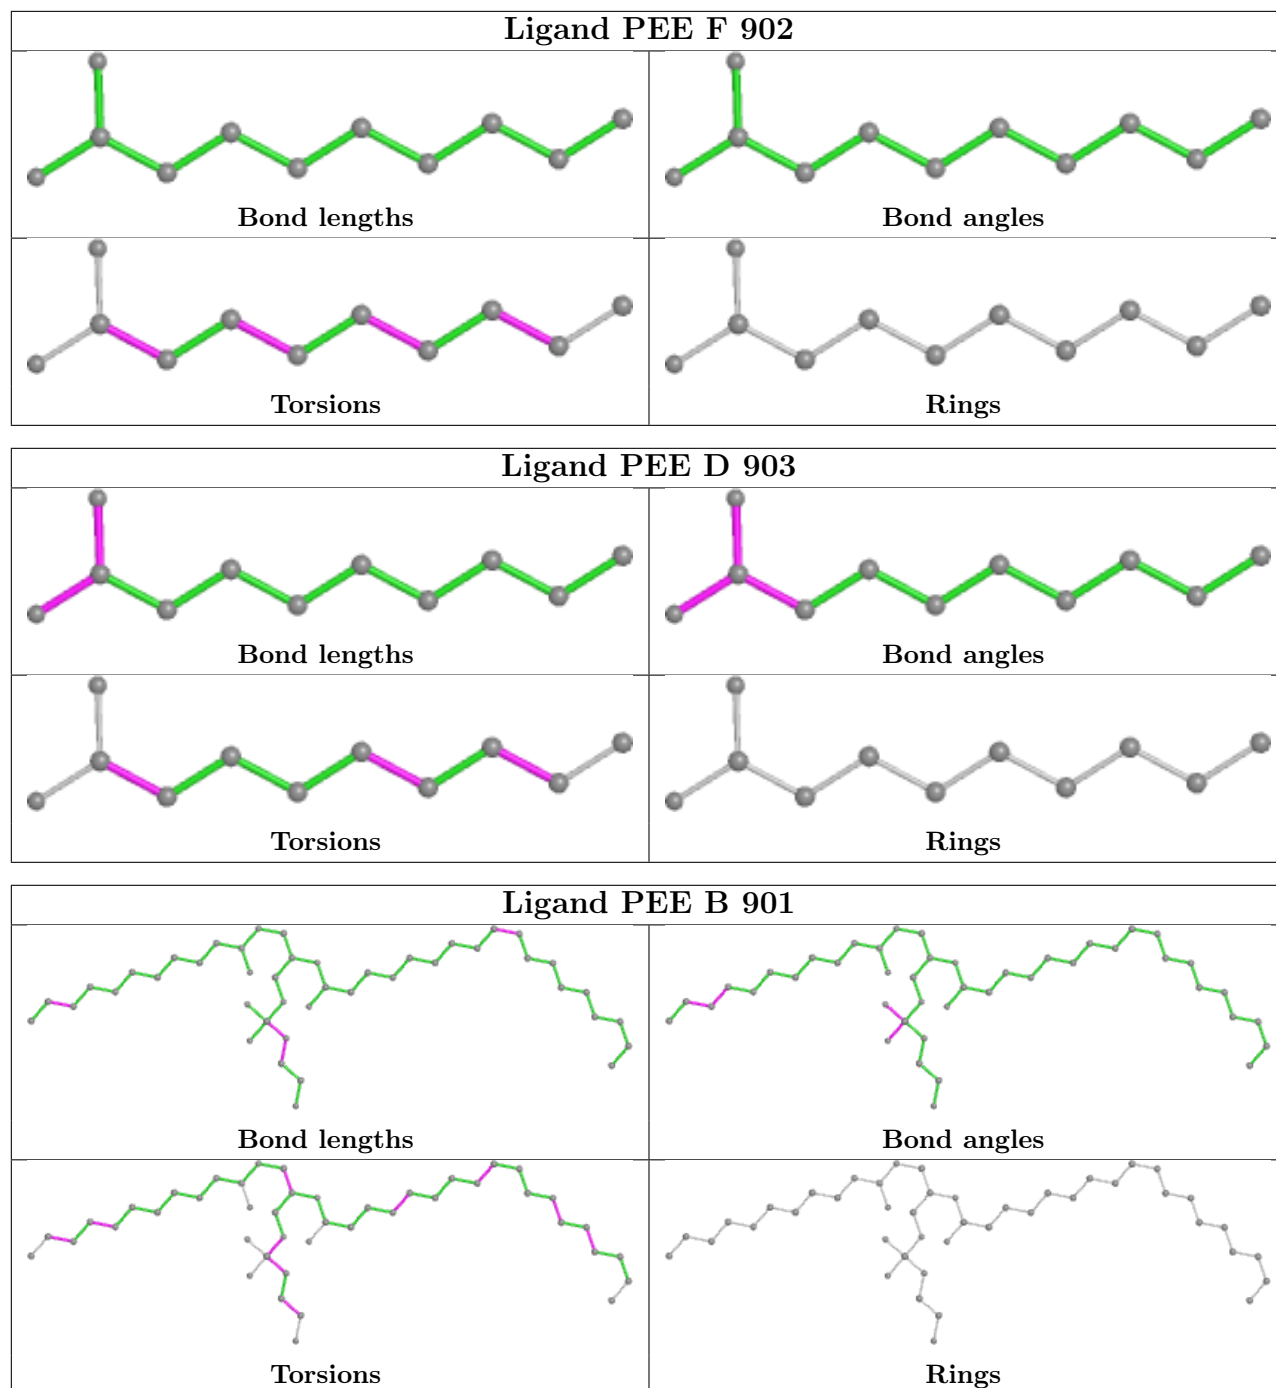 Ligand PEE F 902
Bond lengths
Bond angles
Torsions
Rings
Ligand PEE D 903
Bond lengths
Bond angles
Torsions
Rings
Ligand PEE B 901
Bond lengths
Bond angles
Torsions
Rings